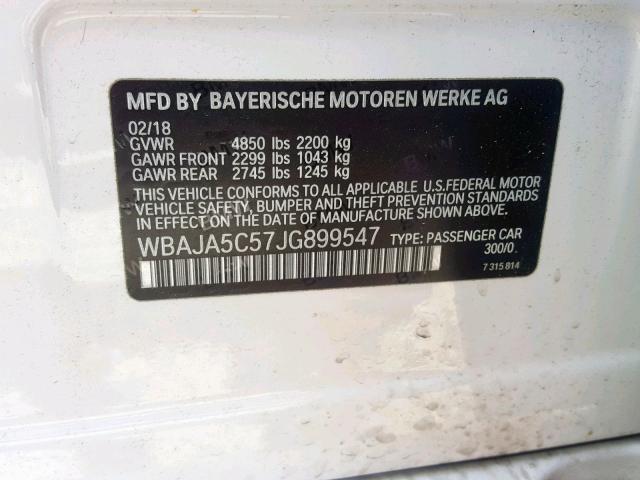 MFD BY BAYERISCHE MOTOREN WERKE AG
02/18
GVWR 4850 lbs 2200 kg
GAWR FRONT 2299 lbs 1043 kg
GAWR REAR 2745 lbs 1245 kg
THIS VEHICLE CONFORMS TO ALL APPLICABLE U.S.FEDERAL MOTOR
VEHICLE SAFETY, BUMPER, AND THEFT PREVENTION STANDARDS
IN EFFECT ON THE DATE OF MANUFACTURE SHOWN ABOVE.
WBAJA5C57JG899547 TYPE: PASSENGER CAR
300/0
7 315 814